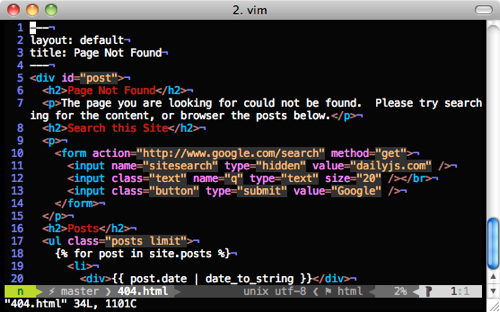 2. vim
1 ---¬
2 layout: default¬
3 title: Page Not Found¬
4 ---¬
5 <div id="post">¬
6   <h2>Page Not Found</h2>¬
7   <p>The page you are looking for could not be found.  Please try search
ing for the content, or browser the posts below.</p>¬
8   <h2>Search this Site</h2>¬
9   <p>¬
10     <form action="http://www.google.com/search" method="get">¬
11       <input name="sitesearch" type="hidden" value="dailyjs.com" />¬
12       <input class="text" name="q" type="text" size="20" /></br>¬
13       <input class="button" type="submit" value="Google" />¬
14     </form>¬
15   </p>¬
16   <h2>Posts</h2>¬
17   <ul class="posts limit">¬
18     {% for post in site.posts %}¬
19       <li>¬
20         <div>{{ post.date | date_to_string }}</div>¬
n ⚡ master ❯ 404.html unix utf-8 ❮ html 2% 1:1
"404.html" 34L, 1101C